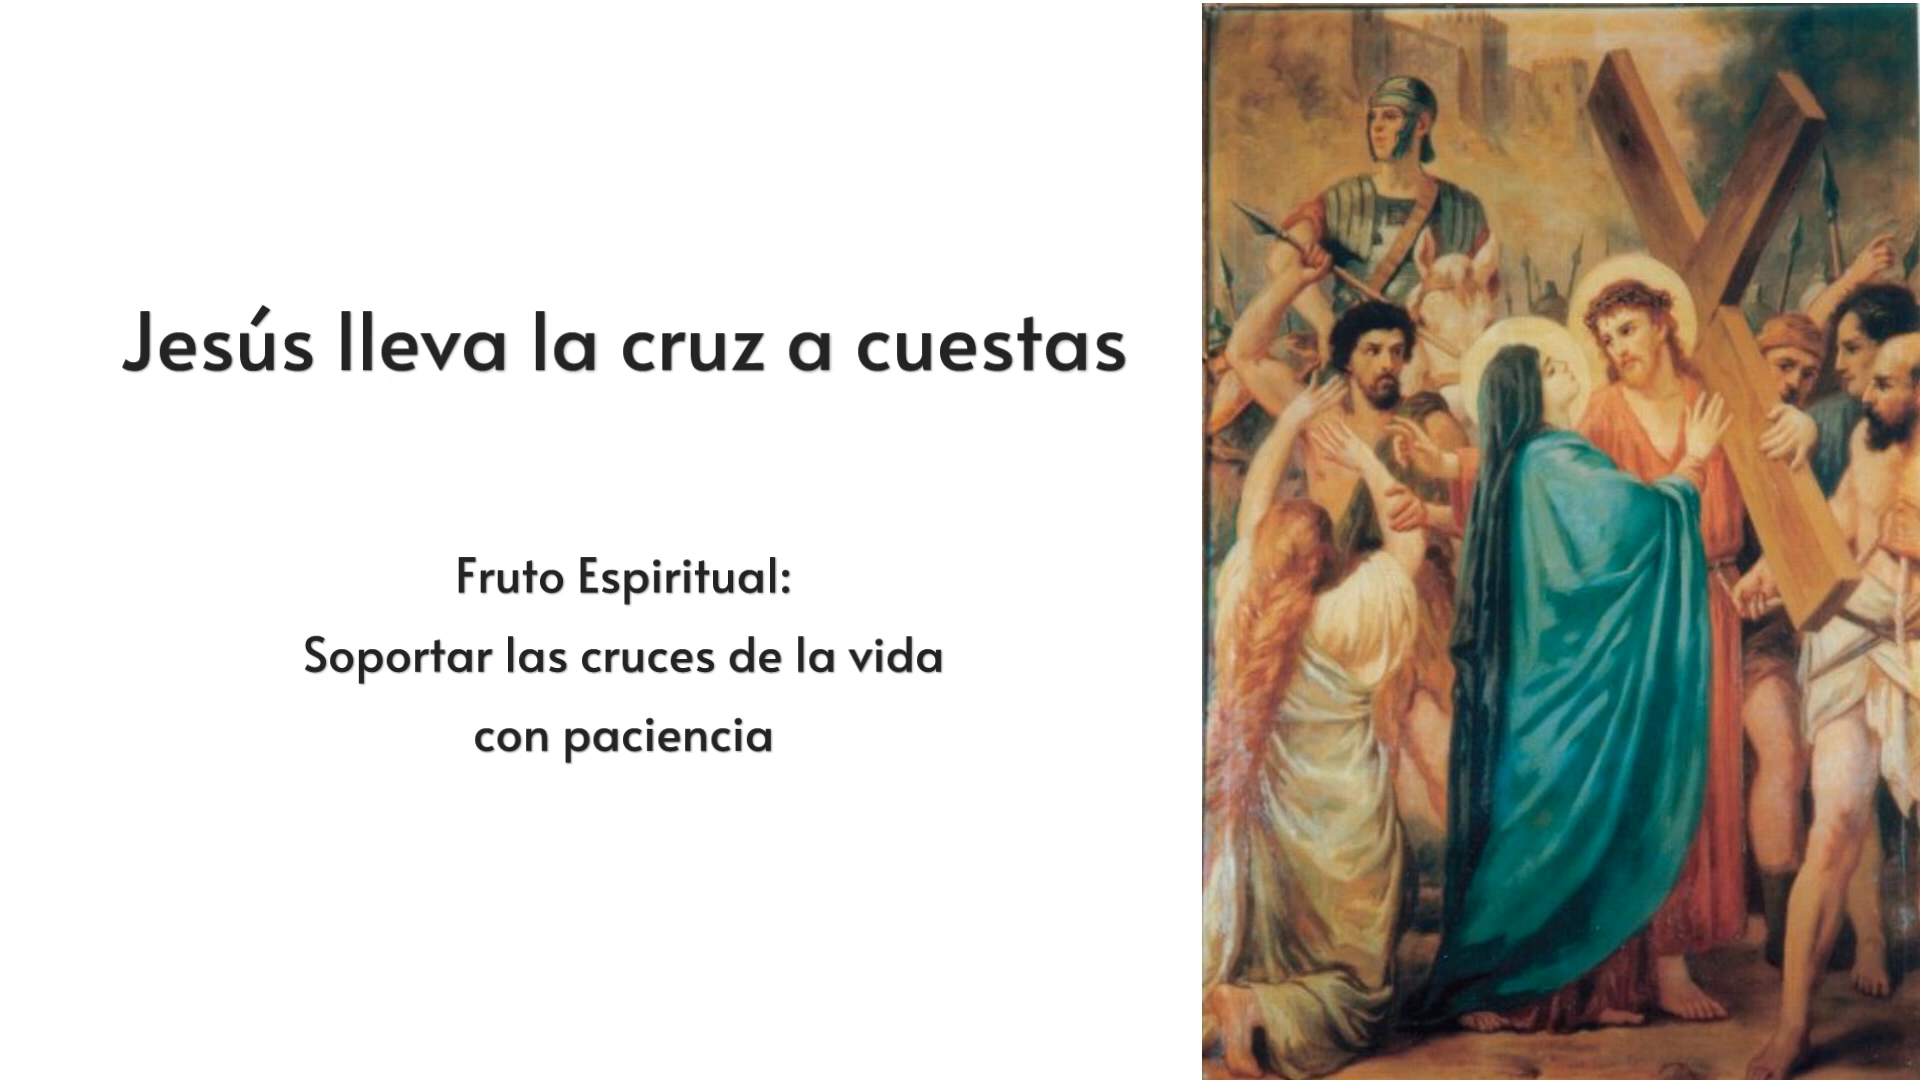 Jesús lleva la cruz a cuestas
Fruto Espiritual:
Soportar las cruces de la vida
con paciencia